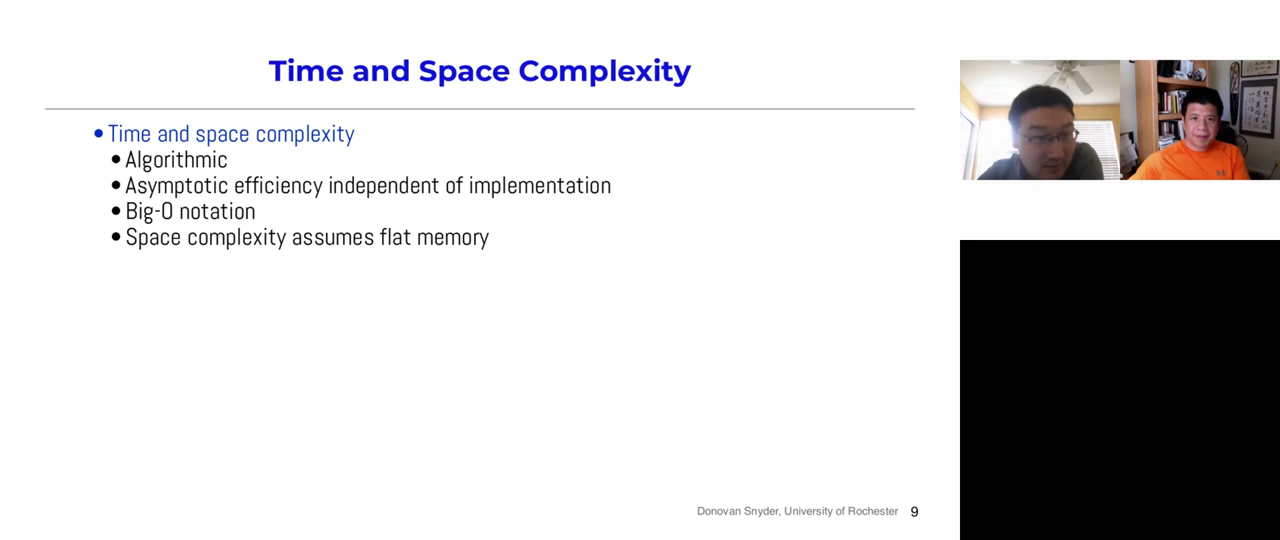 Time and Space Complexity
• Time and space complexity
• Algorithmic
• Asymptotic efficiency independent of implementation
• Big-O notation
• Space complexity assumes flat memory
Donovan Snyder, University of Rochester 9